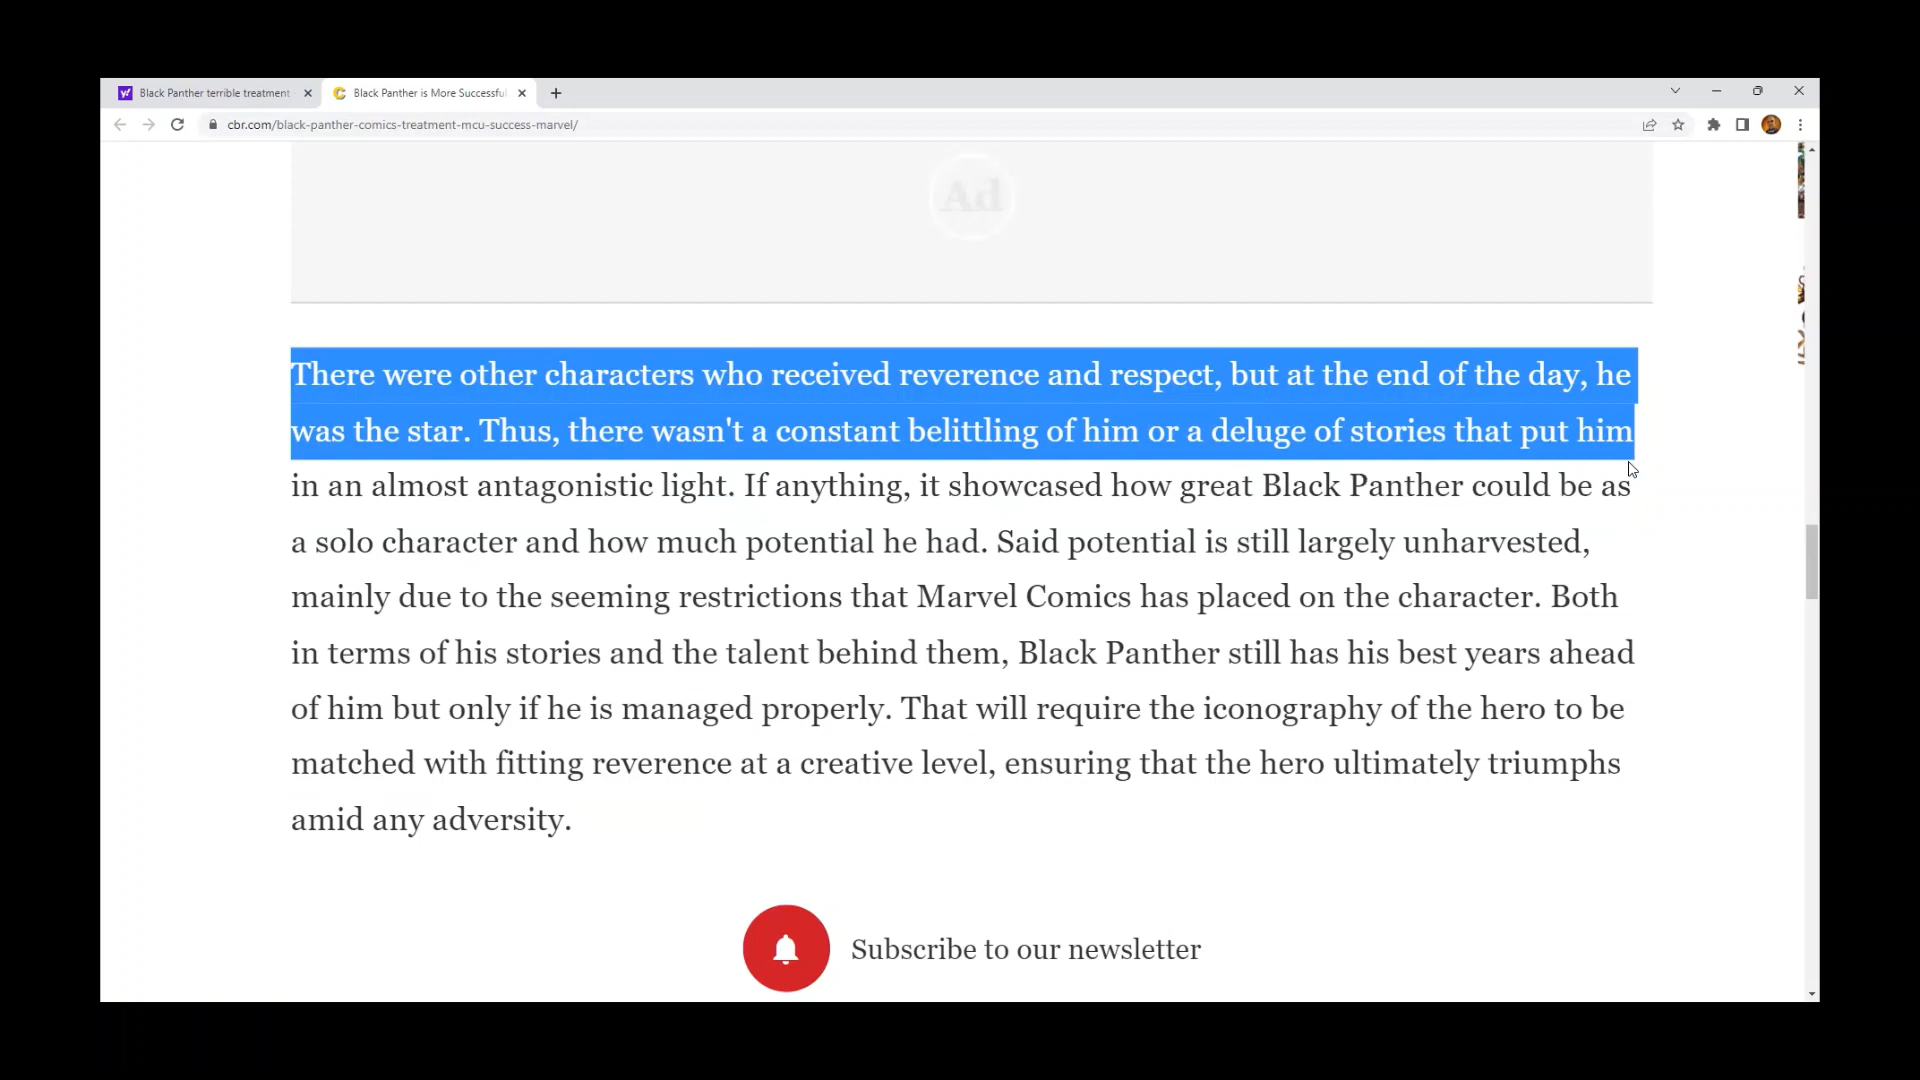 Black Panther terrible treatment
Black Panther is More Successful
cbr.com/black-panther-comics-treatment-mcu-success-marvel/
Ad
There were other characters who received reverence and respect, but at the end of the day, he
was the star. Thus, there wasn't a constant belittling of him or a deluge of stories that put him
in an almost antagonistic light. If anything, it showcased how great Black Panther could be as
a solo character and how much potential he had. Said potential is still largely unharvested,
mainly due to the seeming restrictions that Marvel Comics has placed on the character. Both
in terms of his stories and the talent behind them, Black Panther still has his best years ahead
of him but only if he is managed properly. That will require the iconography of the hero to be
matched with fitting reverence at a creative level, ensuring that the hero ultimately triumphs
amid any adversity.
Subscribe to our newsletter